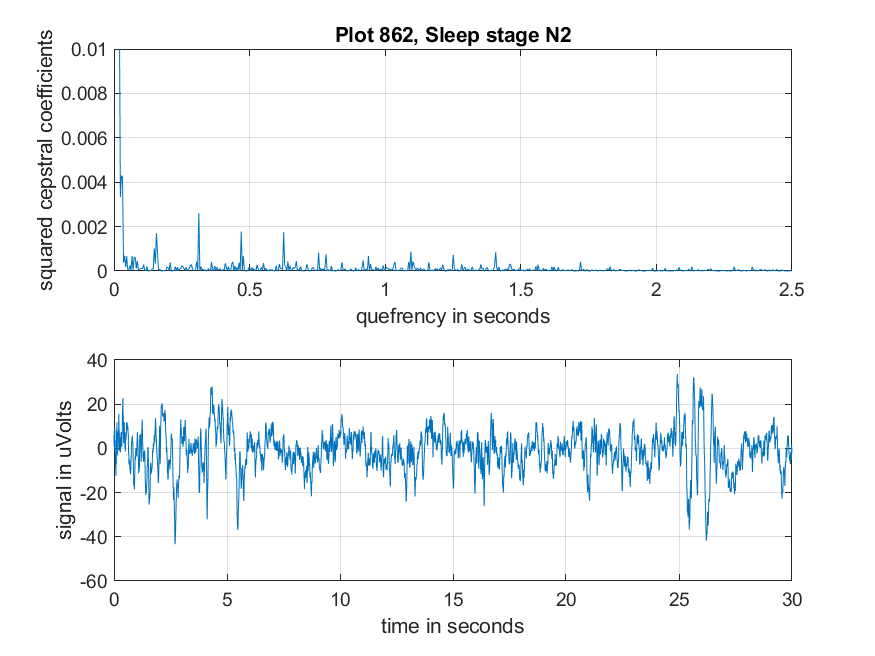 Plot 862, Sleep stage N2
squared cepstral coefficients
0.01
0.008
0.006
0.004
0.002
0
0 0.5 1 1.5 2 2.5
quefrency in seconds
signal in uVolts
40
20
0
-20
-40
-60
0 5 10 15 20 25 30
time in seconds